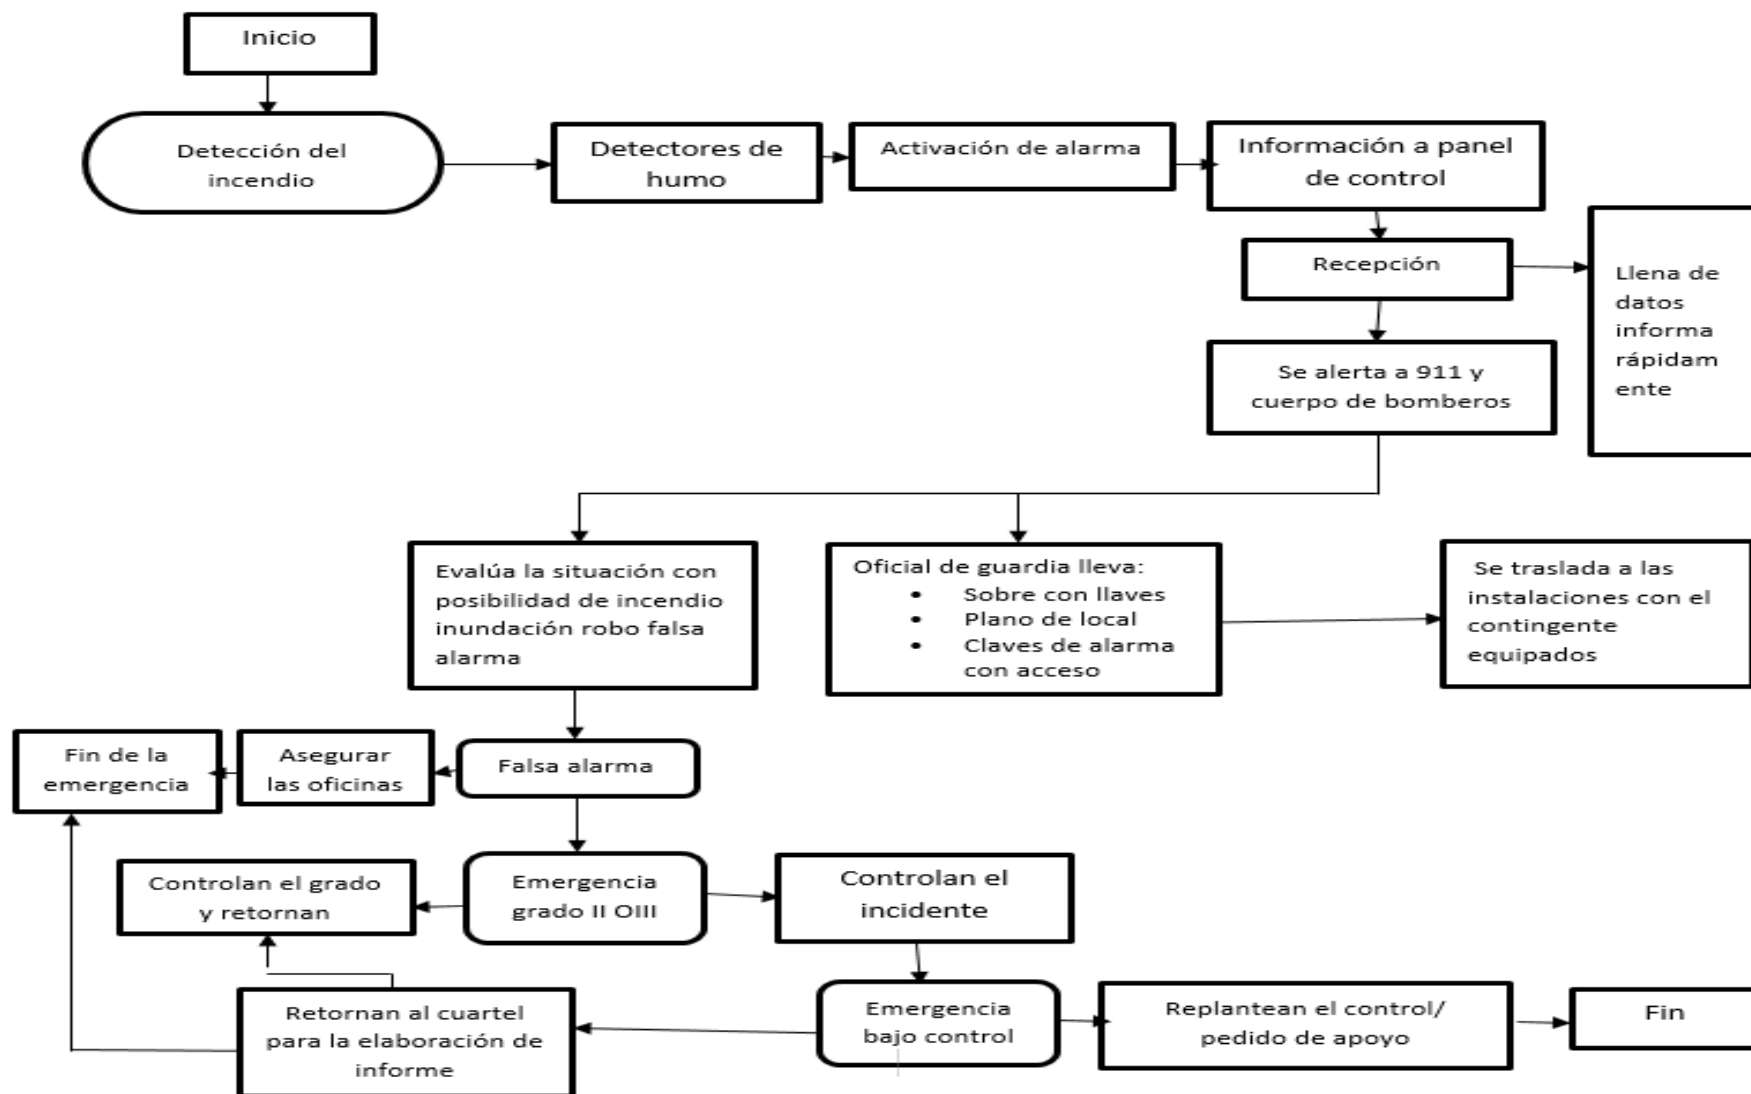 Inicio
Detección del
incendio
Detectores de
humo
Activación de alarma
Información a panel
de control
Recepción
Llena de
datos
informa
rápidam
ente
Se alerta a 911 y
cuerpo de bomberos
Evalúa la situación con
posibilidad de incendio
inundación robo falsa
alarma
Oficial de guardia lleva:
• Sobre con llaves
• Plano de local
• Claves de alarma
con acceso
Se traslada a las
instalaciones con el
contingente
equipados
Fin de la
emergencia
Asegurar
las oficinas
Falsa alarma
Controlan el grado
y retornan
Emergencia
grado II OIII
Controlan el
incidente
Retornan al cuartel
para la elaboración de
informe
Emergencia
bajo control
Replantean el control/
pedido de apoyo
Fin